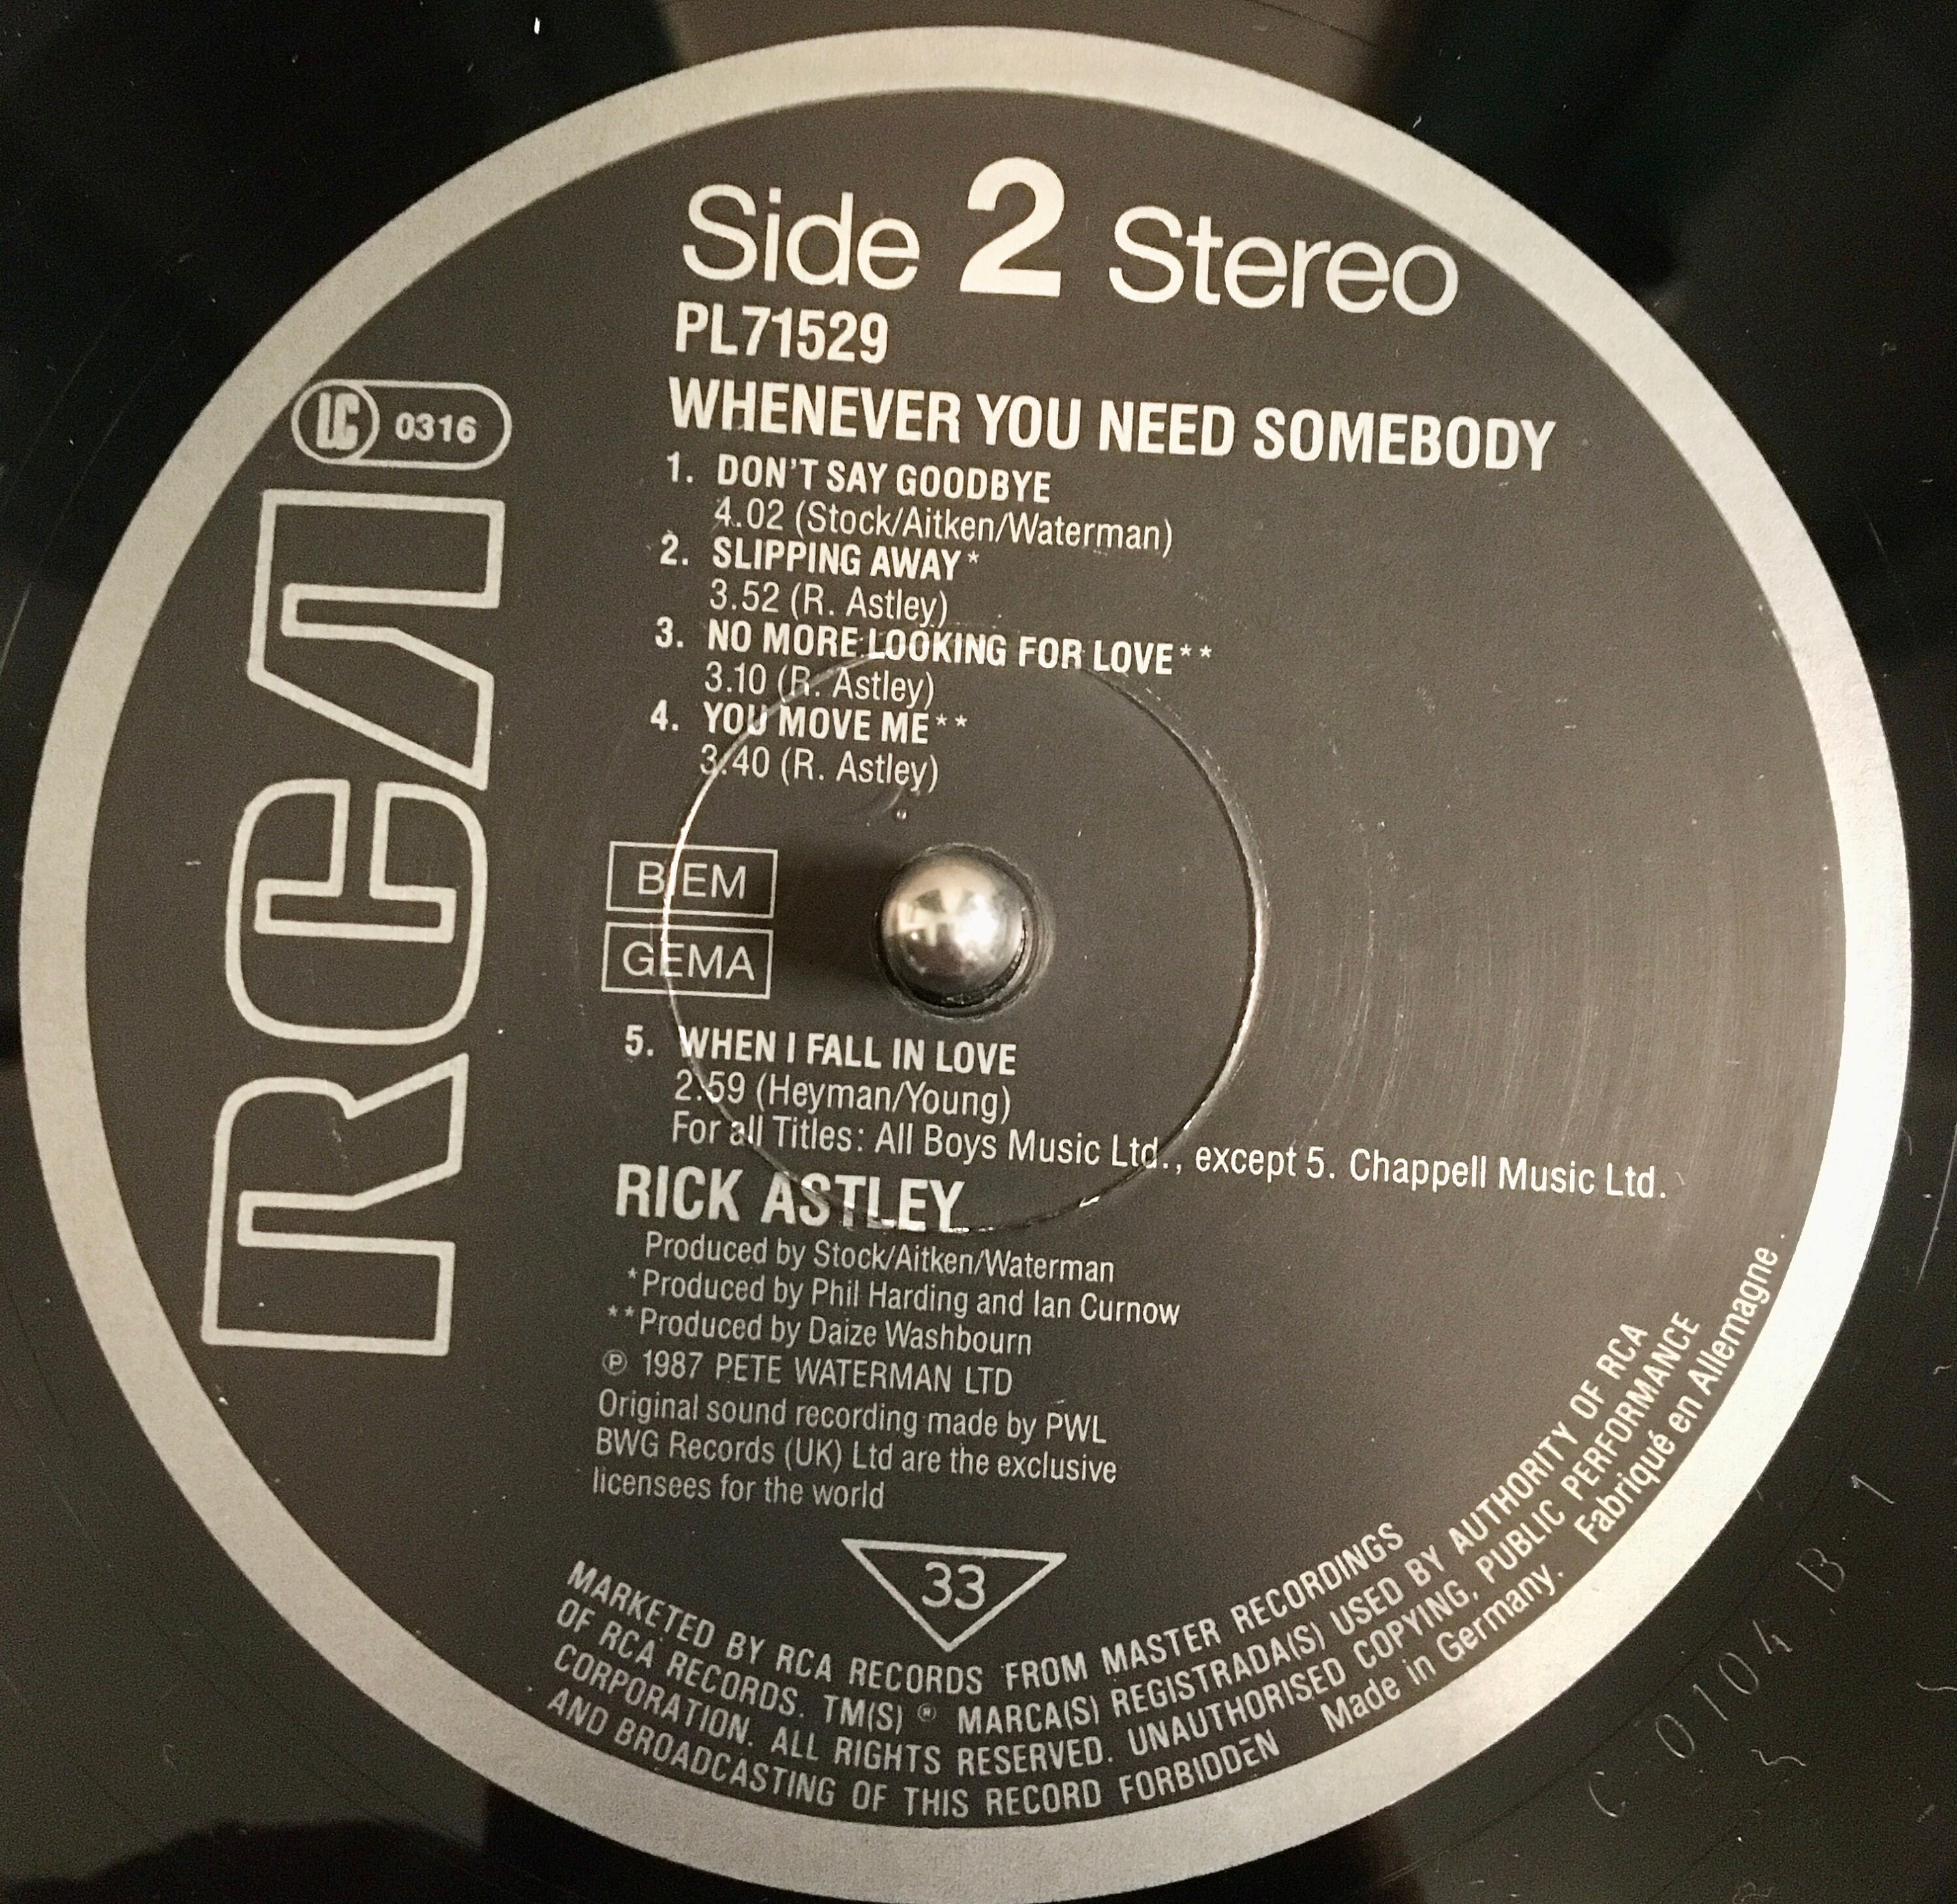 Side 2 Stereo
PL71529
LC 0316
RCA
WHENEVER YOU NEED SOMEBODY
1. DON'T SAY GOODBYE
4.02 (Stock/Aitken/Waterman)
2. SLIPPING AWAY*
3.52 (R. Astley)
3. NO MORE LOOKING FOR LOVE**
3.10 (R. Astley)
4. YOU MOVE ME**
3.40 (R. Astley)
BIEM
GEMA
5. WHEN I FALL IN LOVE
2.59 (Heyman/Young)
For all Titles: All Boys Music Ltd., except 5. Chappell Music Ltd.
RICK ASTLEY
Produced by Stock/Aitken/Waterman
*Produced by Phil Harding and Ian Curnow
**Produced by Daize Washbourn
℗ 1987 PETE WATERMAN LTD
Original sound recording made by PWL
BWG Records (UK) Ltd are the exclusive
licensees for the world
33
MARKETED BY RCA RECORDS FROM MASTER RECORDINGS
OF RCA RECORDS. TM(S) ® MARCA(S) REGISTRADA(S) USED BY AUTHORITY OF RCA
CORPORATION. ALL RIGHTS RESERVED. UNAUTHORISED COPYING, PUBLIC PERFORMANCE
AND BROADCASTING OF THIS RECORD FORBIDDEN Made in Germany. Fabriqué en Allemagne.